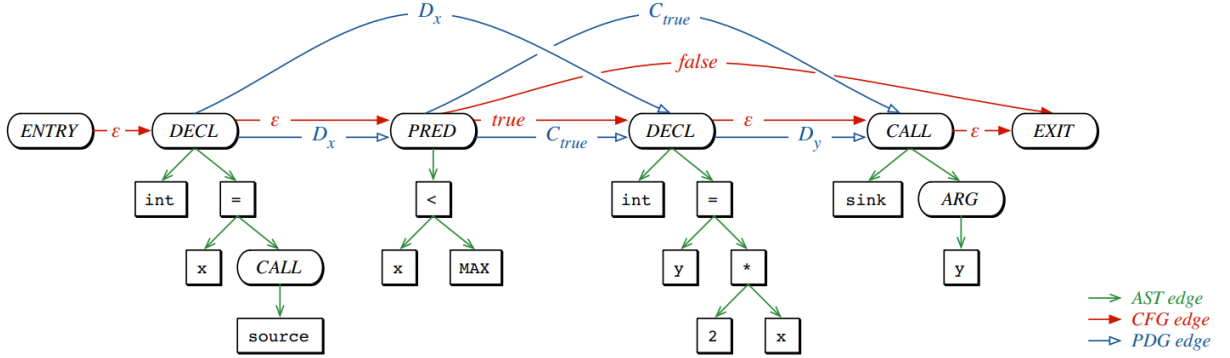 D_x C_true
false
ENTRY ε DECL ε PRED true DECL ε CALL ε EXIT
D_x C_true D_y
int = < int = sink ARG
x CALL x MAX y * y
source 2 x
AST edge
CFG edge
PDG edge